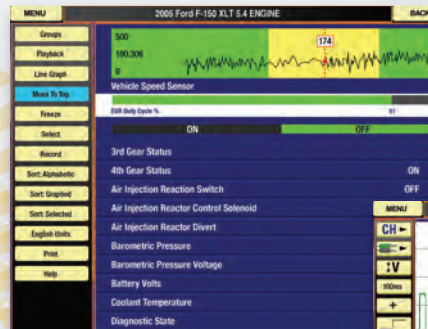 MENU 2005 Ford F-150 XLT 5.4 ENGINE BACK
Groups
Playback
Line Graph
Move To Top
Freeze
Select
Record
Sort: Alphabetic
Sort: Graphed
Sort: Selected
English Units
Print
Help
500
100.306
0
174
Vehicle Speed Sensor
EGR Duty Cycle %
ON OFF
3rd Gear Status
4th Gear Status ON
Air Injection Reaction Switch OFF
Air Injection Reactor Control Solenoid
Air Injection Reactor Divert
Barometric Pressure
Barometric Pressure Voltage
Battery Volts
Coolant Temperature
Diagnostic State
MENU
CH
:V
100ms
+